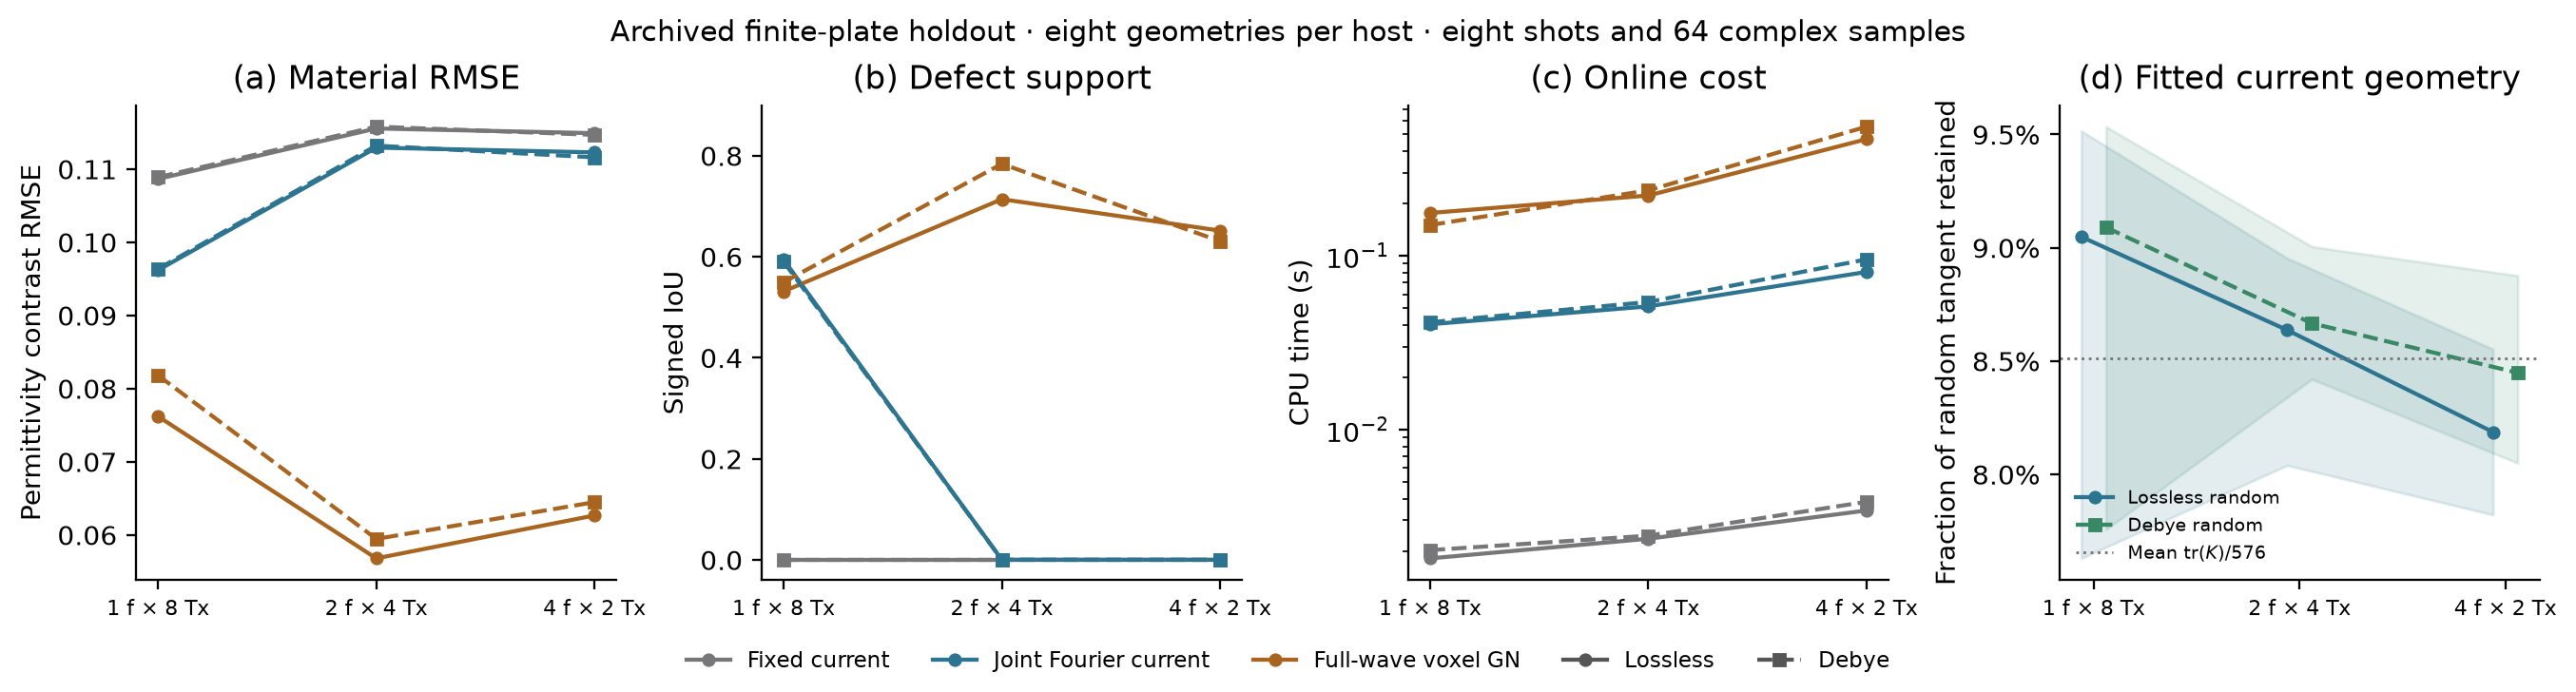 Archived finite-plate holdout · eight geometries per host · eight shots and 64 complex samples
(a) Material RMSE
Permittivity contrast RMSE
0.11
0.10
0.09
0.08
0.07
0.06
1 f × 8 Tx
2 f × 4 Tx
4 f × 2 Tx
(b) Defect support
Signed IoU
0.8
0.6
0.4
0.2
0.0
1 f × 8 Tx
2 f × 4 Tx
4 f × 2 Tx
(c) Online cost
CPU time (s)
10⁻¹
10⁻²
1 f × 8 Tx
2 f × 4 Tx
4 f × 2 Tx
(d) Fitted current geometry
Fraction of random tangent retained
9.5%
9.0%
8.5%
8.0%
Lossless random
Debye random
Mean tr(K)/576
1 f × 8 Tx
2 f × 4 Tx
4 f × 2 Tx
Fixed current
Joint Fourier current
Full-wave voxel GN
Lossless
Debye